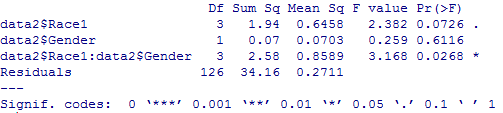 Df Sum Sq Mean Sq F value Pr(>F)
data2$Race1 3 1.94 0.6458 2.382 0.0726 .
data2$Gender 1 0.07 0.0703 0.259 0.6116
data2$Race1:data2$Gender 3 2.58 0.8589 3.168 0.0268 *
Residuals 126 34.16 0.2711
---
Signif. codes: 0 ‘***’ 0.001 ‘**’ 0.01 ‘*’ 0.05 ‘.’ 0.1 ‘ ’ 1